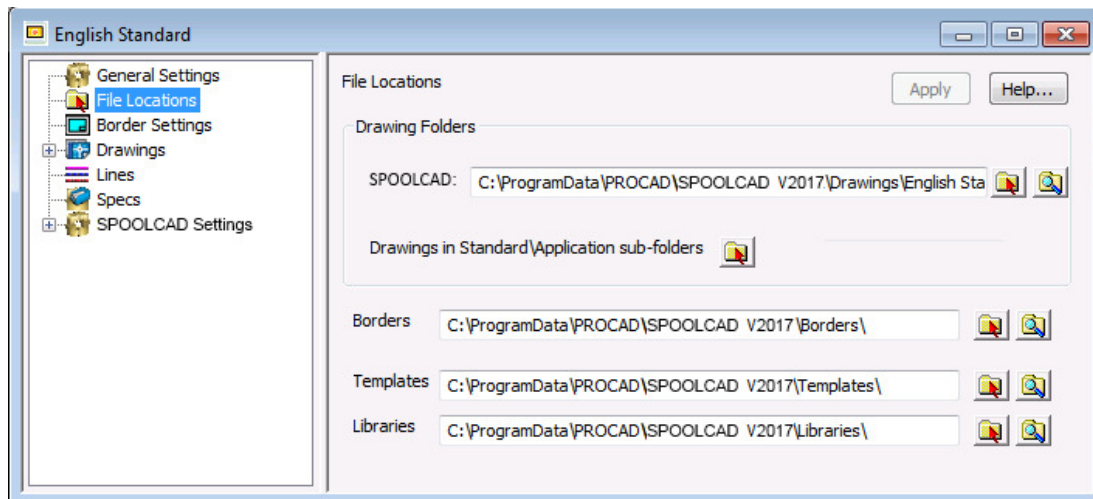 English Standard
General Settings
File Locations
Border Settings
Drawings
Lines
Specs
SPOOLCAD Settings
File Locations
Apply
Help...
Drawing Folders
SPOOLCAD: C:\ProgramData\PROCAD\SPOOLCAD V2017\Drawings\English Sta
Drawings in Standard\Application sub-folders
Borders C:\ProgramData\PROCAD\SPOOLCAD V2017\Borders\
Templates C:\ProgramData\PROCAD\SPOOLCAD V2017\Templates\
Libraries C:\ProgramData\PROCAD\SPOOLCAD V2017\Libraries\